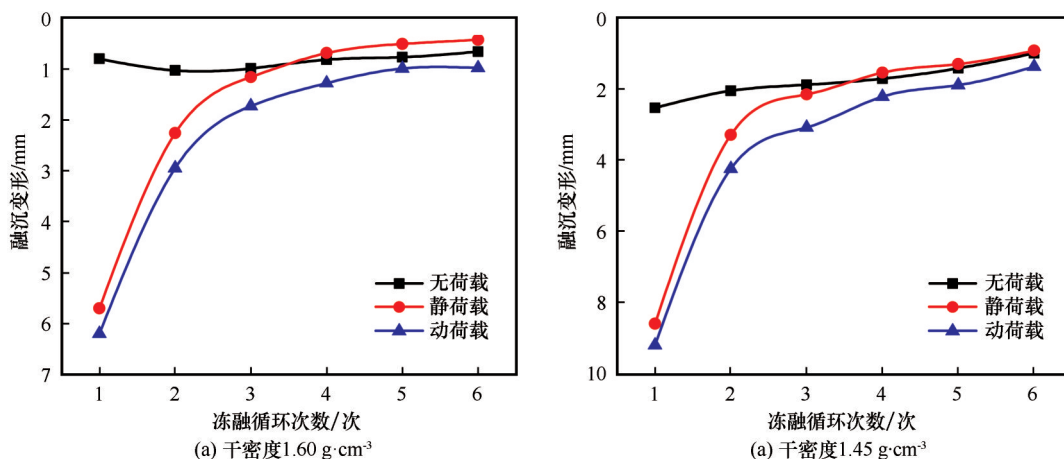 0
1
2
3
4
5
6
7
融沉变形/mm
无荷载
静荷载
动荷载
1 2 3 4 5 6
冻融循环次数/次
(a) 干密度1.60 g·cm⁻³
0
2
4
6
8
10
融沉变形/mm
无荷载
静荷载
动荷载
1 2 3 4 5 6
冻融循环次数/次
(a) 干密度1.45 g·cm⁻³